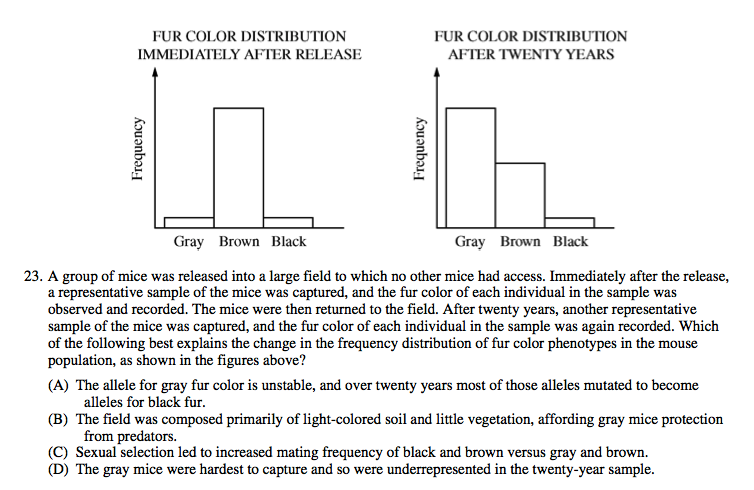 FUR COLOR DISTRIBUTION
IMMEDIATELY AFTER RELEASE
Frequency
Gray Brown Black
FUR COLOR DISTRIBUTION
AFTER TWENTY YEARS
Frequency
Gray Brown Black
23. A group of mice was released into a large field to which no other mice had access. Immediately after the release,
a representative sample of the mice was captured, and the fur color of each individual in the sample was
observed and recorded. The mice were then returned to the field. After twenty years, another representative
sample of the mice was captured, and the fur color of each individual in the sample was again recorded. Which
of the following best explains the change in the frequency distribution of fur color phenotypes in the mouse
population, as shown in the figures above?
(A) The allele for gray fur color is unstable, and over twenty years most of those alleles mutated to become
alleles for black fur.
(B) The field was composed primarily of light-colored soil and little vegetation, affording gray mice protection
from predators.
(C) Sexual selection led to increased mating frequency of black and brown versus gray and brown.
(D) The gray mice were hardest to capture and so were underrepresented in the twenty-year sample.